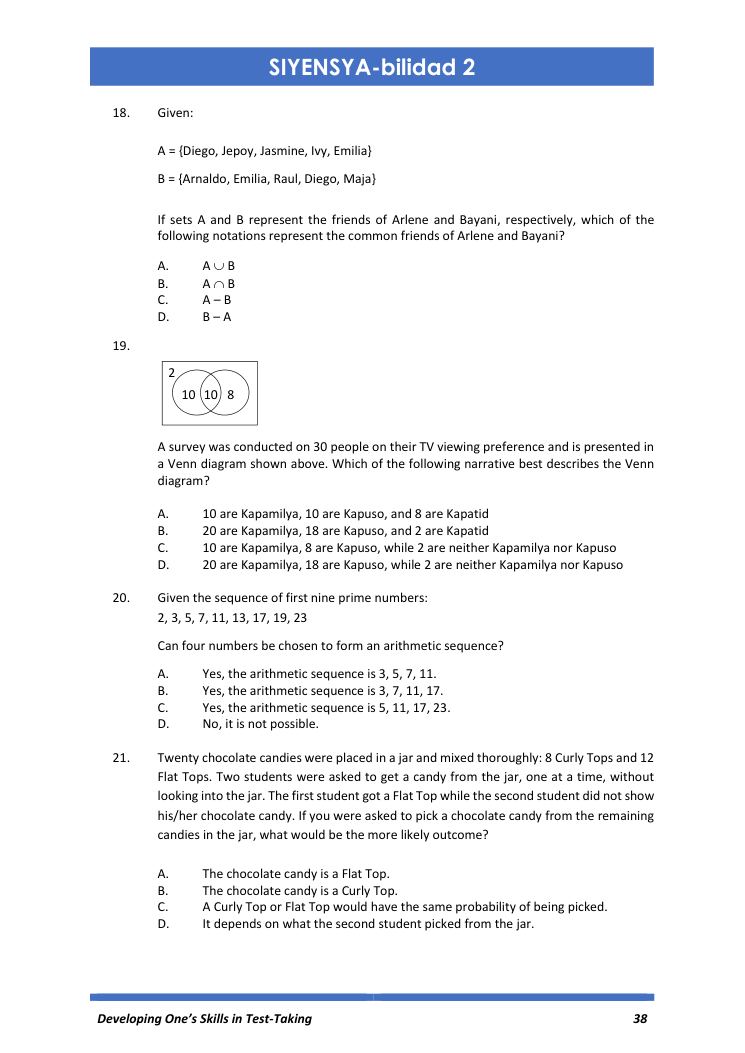 SIYENSYA-bilidad 2
18. Given:
A = {Diego, Jepoy, Jasmine, Ivy, Emilia}
B = {Arnaldo, Emilia, Raul, Diego, Maja}
If sets A and B represent the friends of Arlene and Bayani, respectively, which of the
following notations represent the common friends of Arlene and Bayani?
A. A ∪ B
B. A ∩ B
C. A – B
D. B – A
19.
2
10 10 8
A survey was conducted on 30 people on their TV viewing preference and is presented in
a Venn diagram shown above. Which of the following narrative best describes the Venn
diagram?
A. 10 are Kapamilya, 10 are Kapuso, and 8 are Kapatid
B. 20 are Kapamilya, 18 are Kapuso, and 2 are Kapatid
C. 10 are Kapamilya, 8 are Kapuso, while 2 are neither Kapamilya nor Kapuso
D. 20 are Kapamilya, 18 are Kapuso, while 2 are neither Kapamilya nor Kapuso
20. Given the sequence of first nine prime numbers:
2, 3, 5, 7, 11, 13, 17, 19, 23
Can four numbers be chosen to form an arithmetic sequence?
A. Yes, the arithmetic sequence is 3, 5, 7, 11.
B. Yes, the arithmetic sequence is 3, 7, 11, 17.
C. Yes, the arithmetic sequence is 5, 11, 17, 23.
D. No, it is not possible.
21. Twenty chocolate candies were placed in a jar and mixed thoroughly: 8 Curly Tops and 12
Flat Tops. Two students were asked to get a candy from the jar, one at a time, without
looking into the jar. The first student got a Flat Top while the second student did not show
his/her chocolate candy. If you were asked to pick a chocolate candy from the remaining
candies in the jar, what would be the more likely outcome?
A. The chocolate candy is a Flat Top.
B. The chocolate candy is a Curly Top.
C. A Curly Top or Flat Top would have the same probability of being picked.
D. It depends on what the second student picked from the jar.
Developing One's Skills in Test-Taking 38